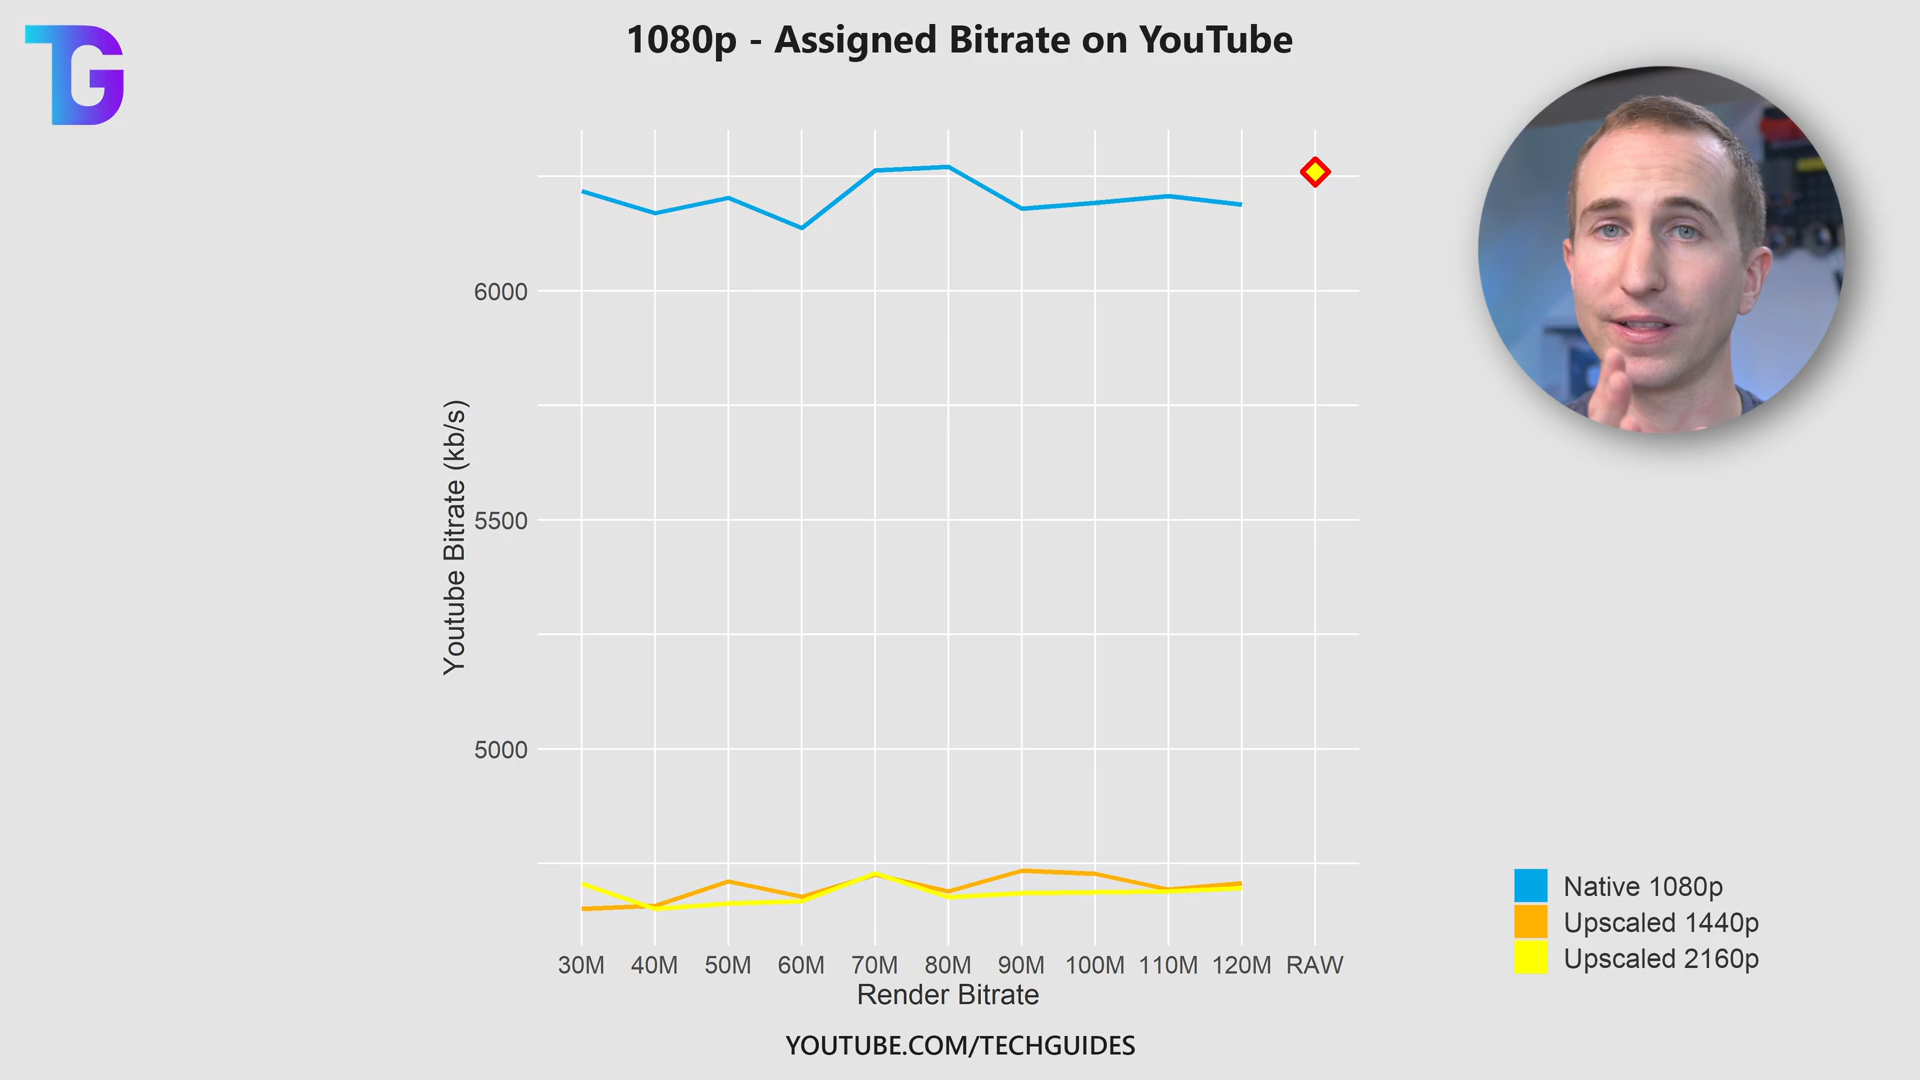 TG
1080p - Assigned Bitrate on YouTube
Youtube Bitrate (kb/s)
6000
5500
5000
30M 40M 50M 60M 70M 80M 90M 100M 110M 120M RAW
Render Bitrate
Native 1080p
Upscaled 1440p
Upscaled 2160p
YOUTUBE.COM/TECHGUIDES